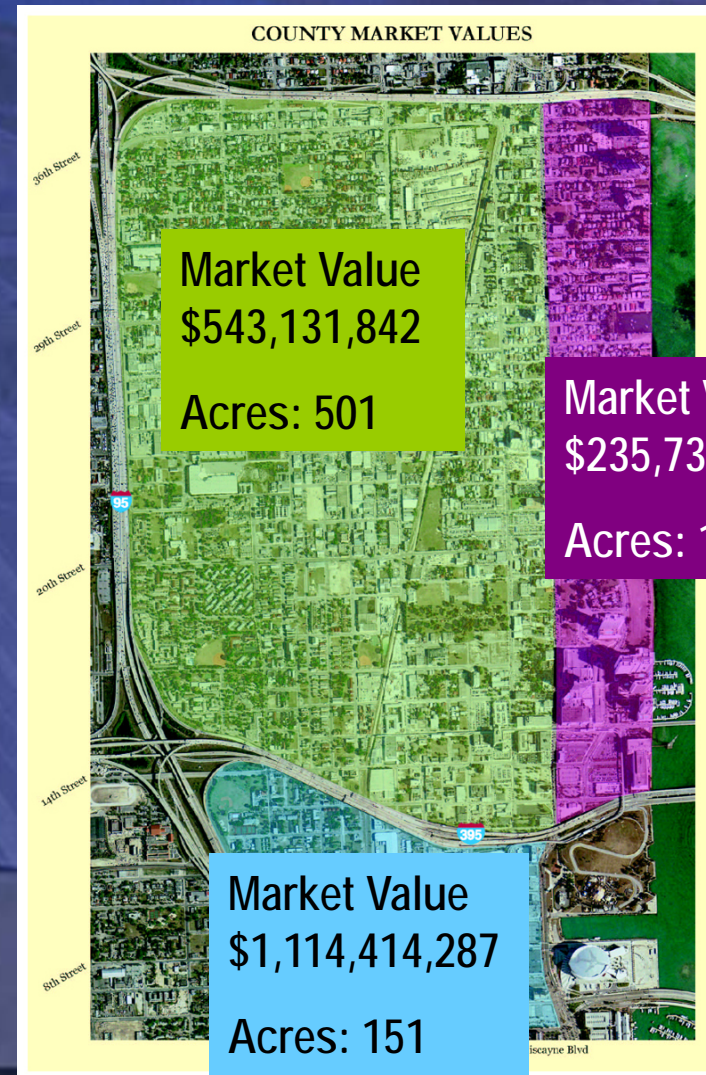 COUNTY MARKET VALUES
36th Street
Market Value
$543,131,842
Acres: 501
29th Street
Market
$235,73
Acres:
95
20th Street
14th Street
395
Market Value
$1,114,414,287
Acres: 151
8th Street
iscayne Blvd